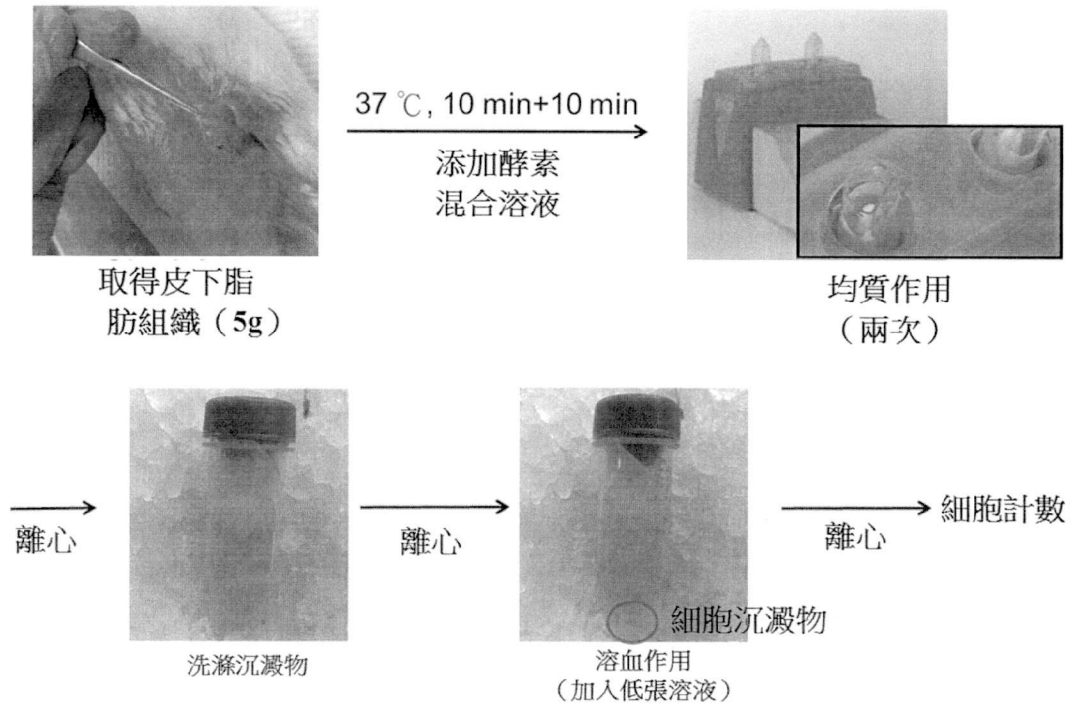 37 ℃, 10 min+10 min
添加酵素
混合溶液
取得皮下脂
肪組織（5g）
均質作用
（兩次）
離心
洗滌沉澱物
離心
細胞沉澱物
溶血作用
（加入低張溶液）
離心
細胞計數